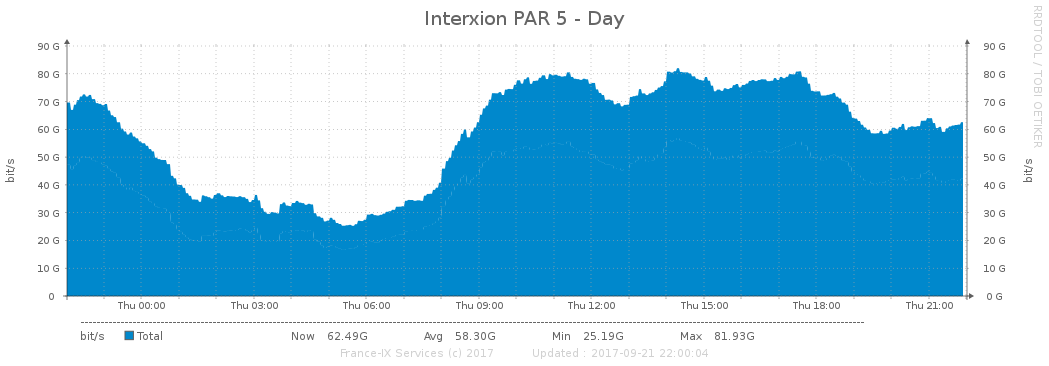 Interxion PAR 5 - Day
RRDTOOL / TOBI OETIKER
90 G 90 G
80 G 80 G
70 G 70 G
60 G 60 G
50 G 50 G
40 G 40 G
30 G 30 G
20 G 20 G
10 G 10 G
0 0 G
bit/s
bit/s
Thu 00:00 Thu 03:00 Thu 06:00 Thu 09:00 Thu 12:00 Thu 15:00 Thu 18:00 Thu 21:00
bit/s Total Now 62.49G Avg 58.30G Min 25.19G Max 81.93G
France-IX Services (c) 2017 Updated : 2017-09-21 22:00:04